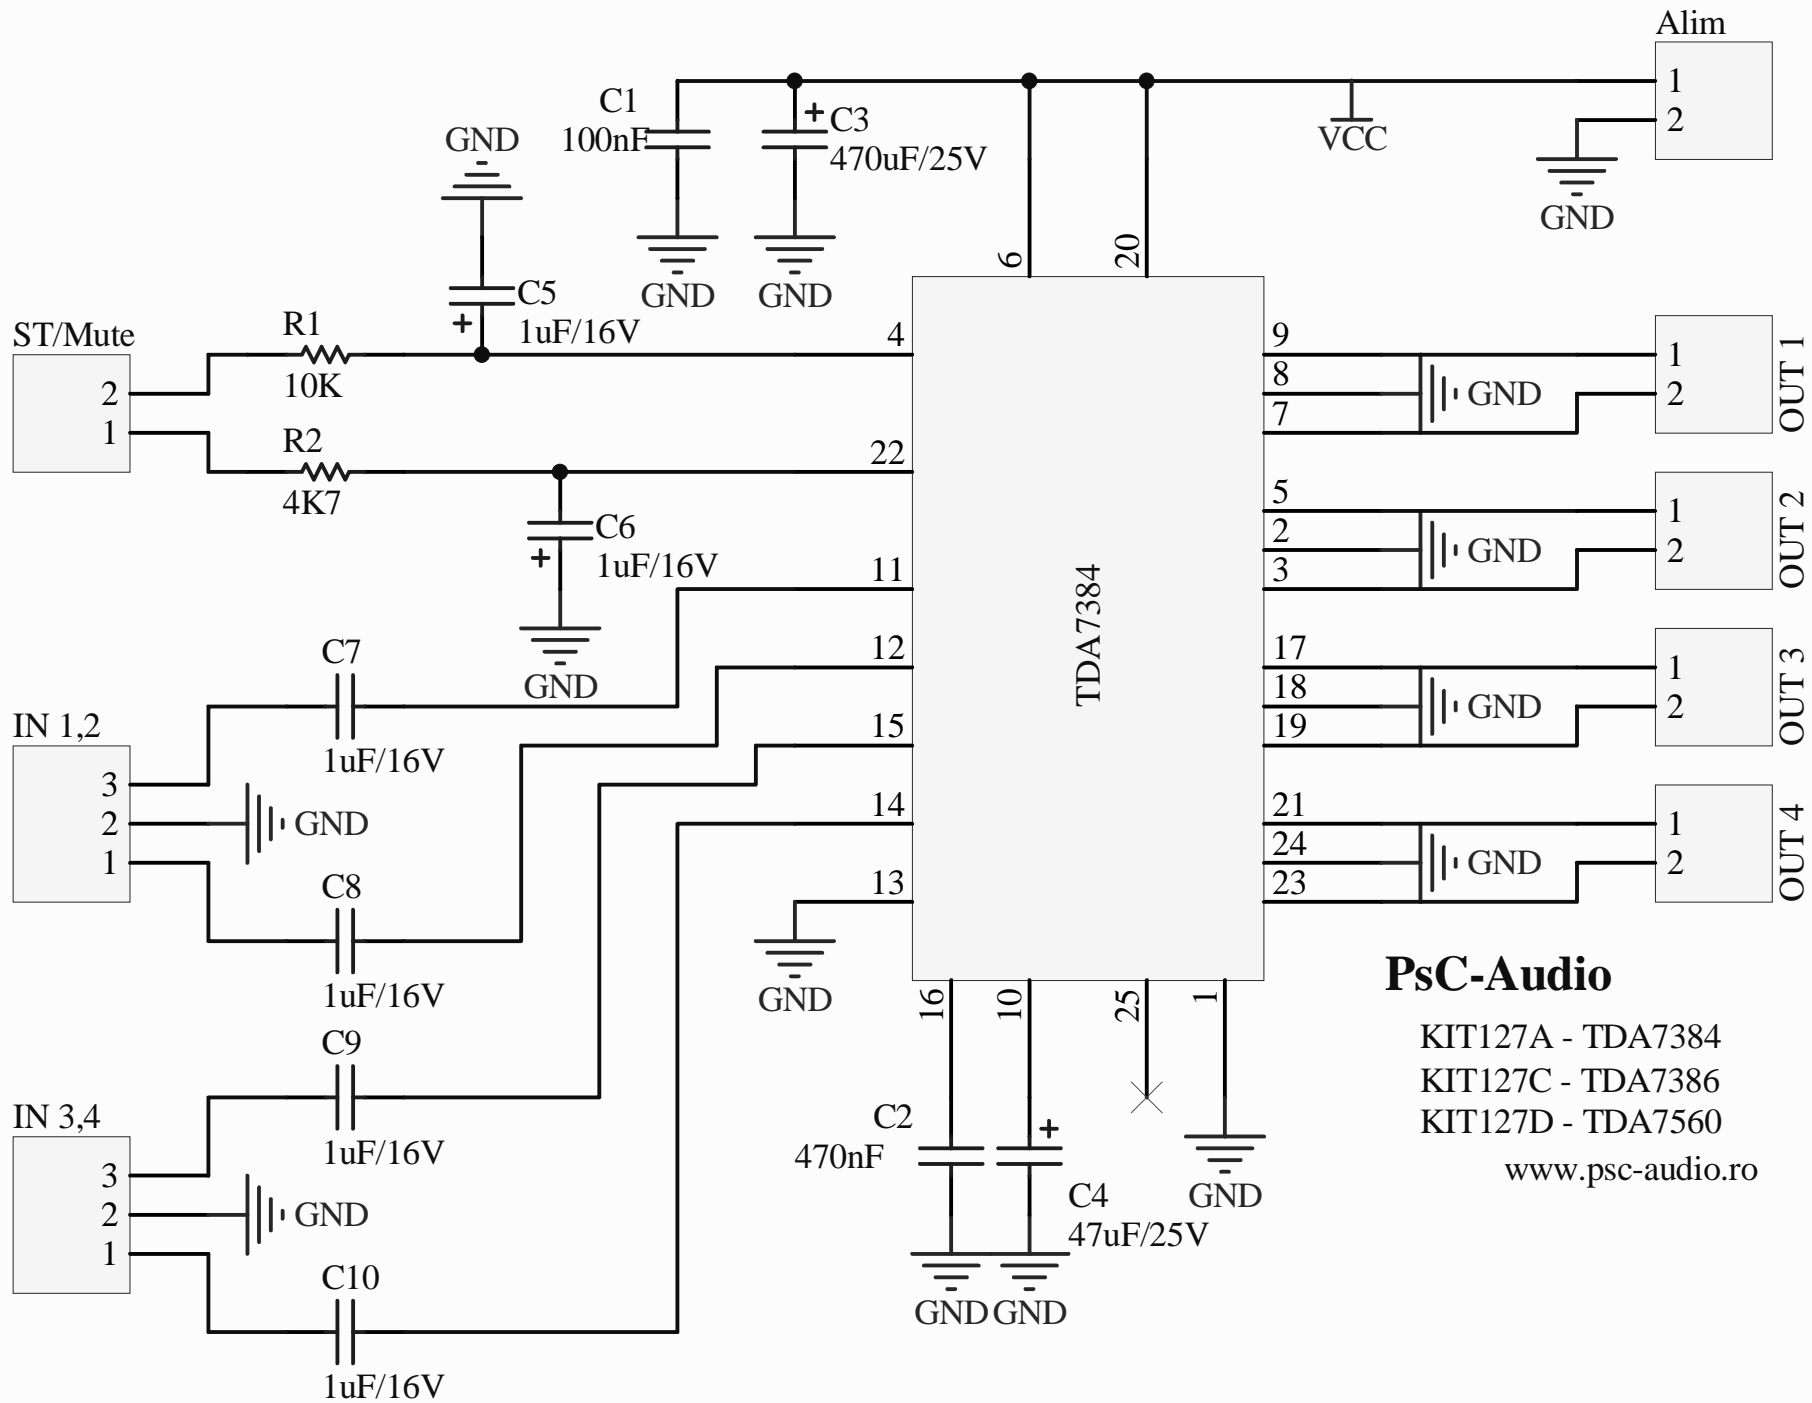 Alim
1
2
GND
VCC
C1
100nF
C3
470uF/25V
GND
GND
GND
C5
1uF/16V
ST/Mute
2
1
R1
10K
R2
4K7
C6
1uF/16V
GND
IN 1,2
3
2
1
GND
C7
1uF/16V
C8
1uF/16V
IN 3,4
3
2
1
GND
C9
1uF/16V
C10
1uF/16V
TDA7384
6
20
4
22
11
12
15
14
13
GND
9
8
7
GND
1
2
OUT 1
5
2
3
GND
1
2
OUT 2
17
18
19
GND
1
2
OUT 3
21
24
23
GND
1
2
OUT 4
16
10
25
1
C2
470nF
C4
47uF/25V
GND
GND
GND
PsC-Audio
KIT127A - TDA7384
KIT127C - TDA7386
KIT127D - TDA7560
www.psc-audio.ro